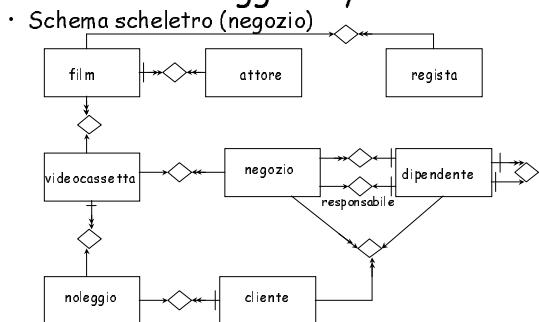 • Schema scheletro (negozio)
film
attore
regista
videocassetta
negozio
dipendente
responsabile
noleggio
cliente